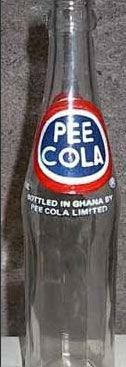 PEE
COLA
BOTTLED IN GHANA BY
PEE COLA LIMITED